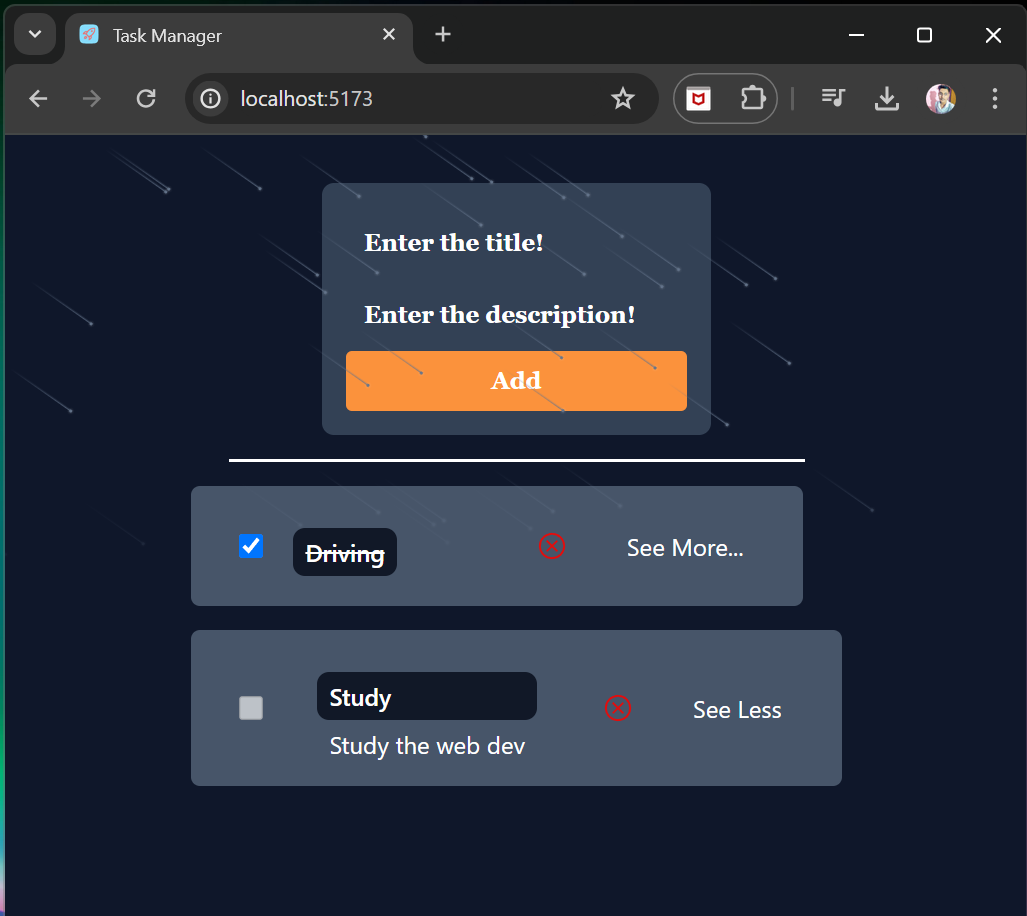 Task Manager
localhost:5173
Enter the title!
Enter the description!
Add
Driving
See More...
Study
See Less
Study the web dev